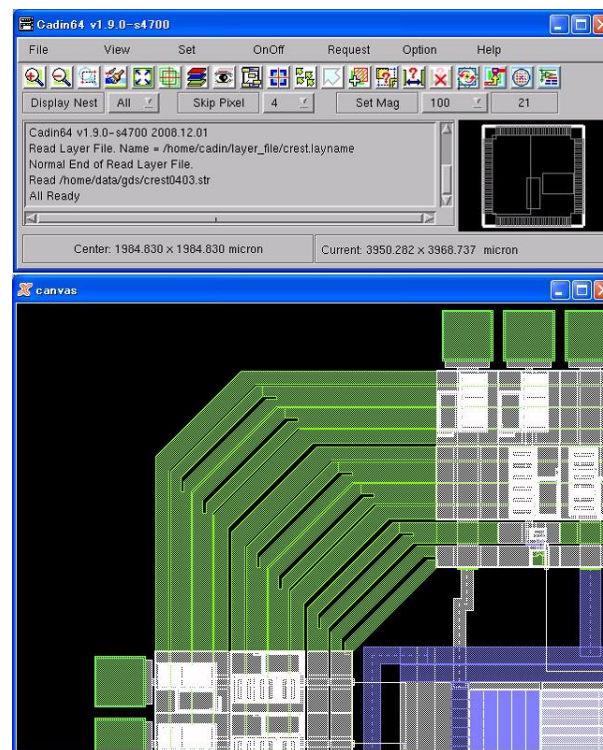 Cadin64 v1.9.0-s4700
File View Set OnOff Request Option Help
Display Nest All Skip Pixel 4 Set Mag 100 21
Cadin64 v1.9.0-s4700 2008.12.01
Read Layer File. Name = /home/cadin/layer_file/crest.layname
Normal End of Read Layer File.
Read /home/data/gds/crest0403.str
All Ready
Center: 1984.830 × 1984.830 micron Current: 3950.282 × 3968.737 micron
canvas